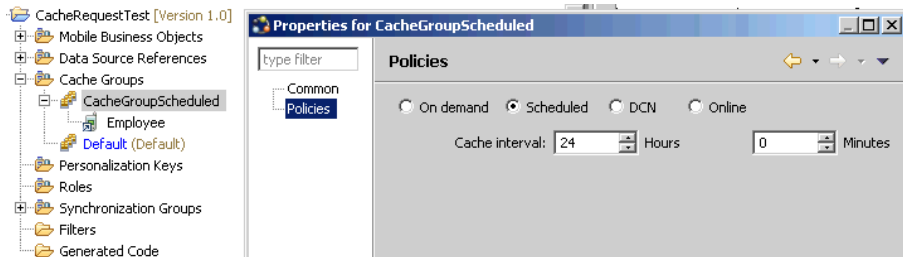 CacheRequestTest [Version 1.0]
Mobile Business Objects
Data Source References
Cache Groups
CacheGroupScheduled
Employee
Default (Default)
Personalization Keys
Roles
Synchronization Groups
Filters
Generated Code
Properties for CacheGroupScheduled
type filter
Common
Policies
Policies
On demand Scheduled DCN Online
Cache interval: 24 Hours 0 Minutes